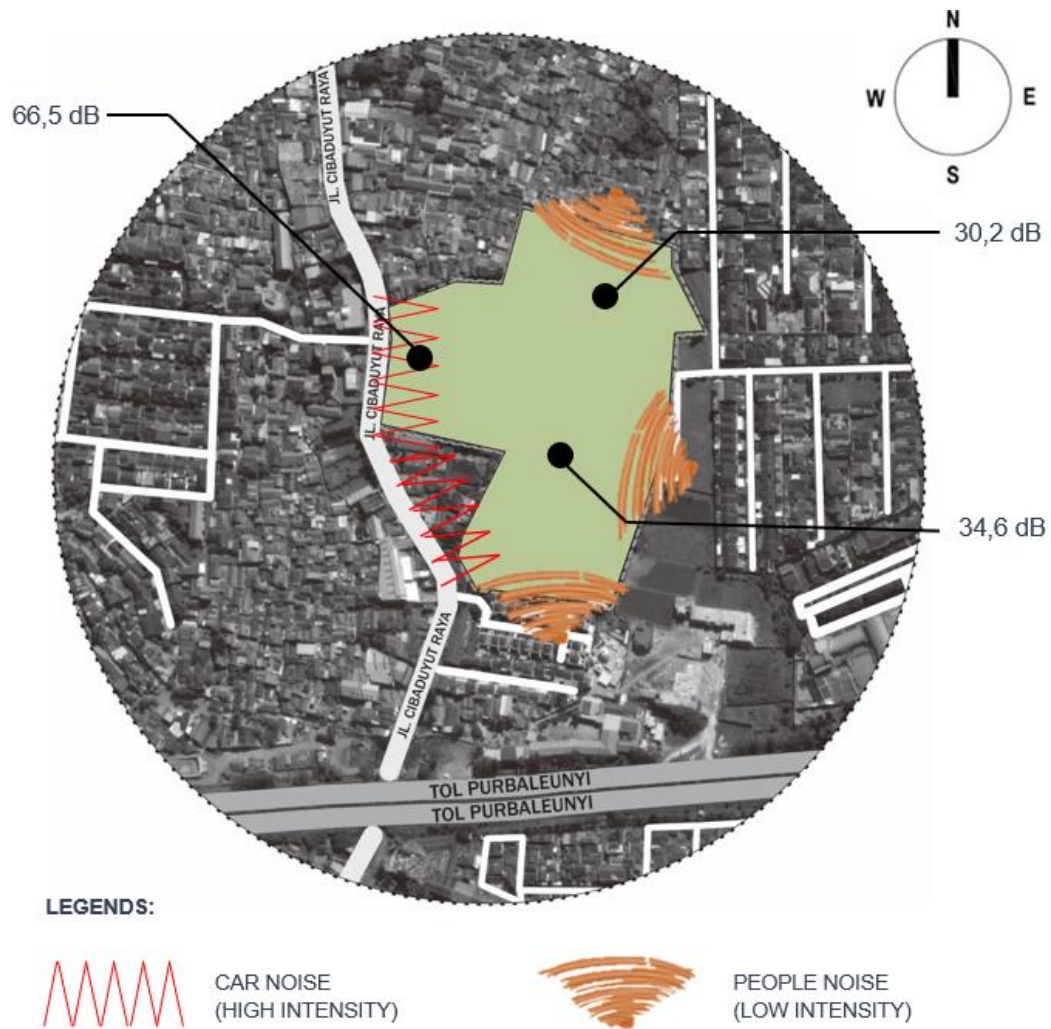 N
W
E
S
66,5 dB
JL. CIBADUYUT RAYA
30,2 dB
JL. CIBADUYUT RAYA
34,6 dB
JL. CIBADUYUT RAYA
TOL PURBALEUNYI
TOL PURBALEUNYI
LEGENDS:
CAR NOISE
(HIGH INTENSITY)
PEOPLE NOISE
(LOW INTENSITY)